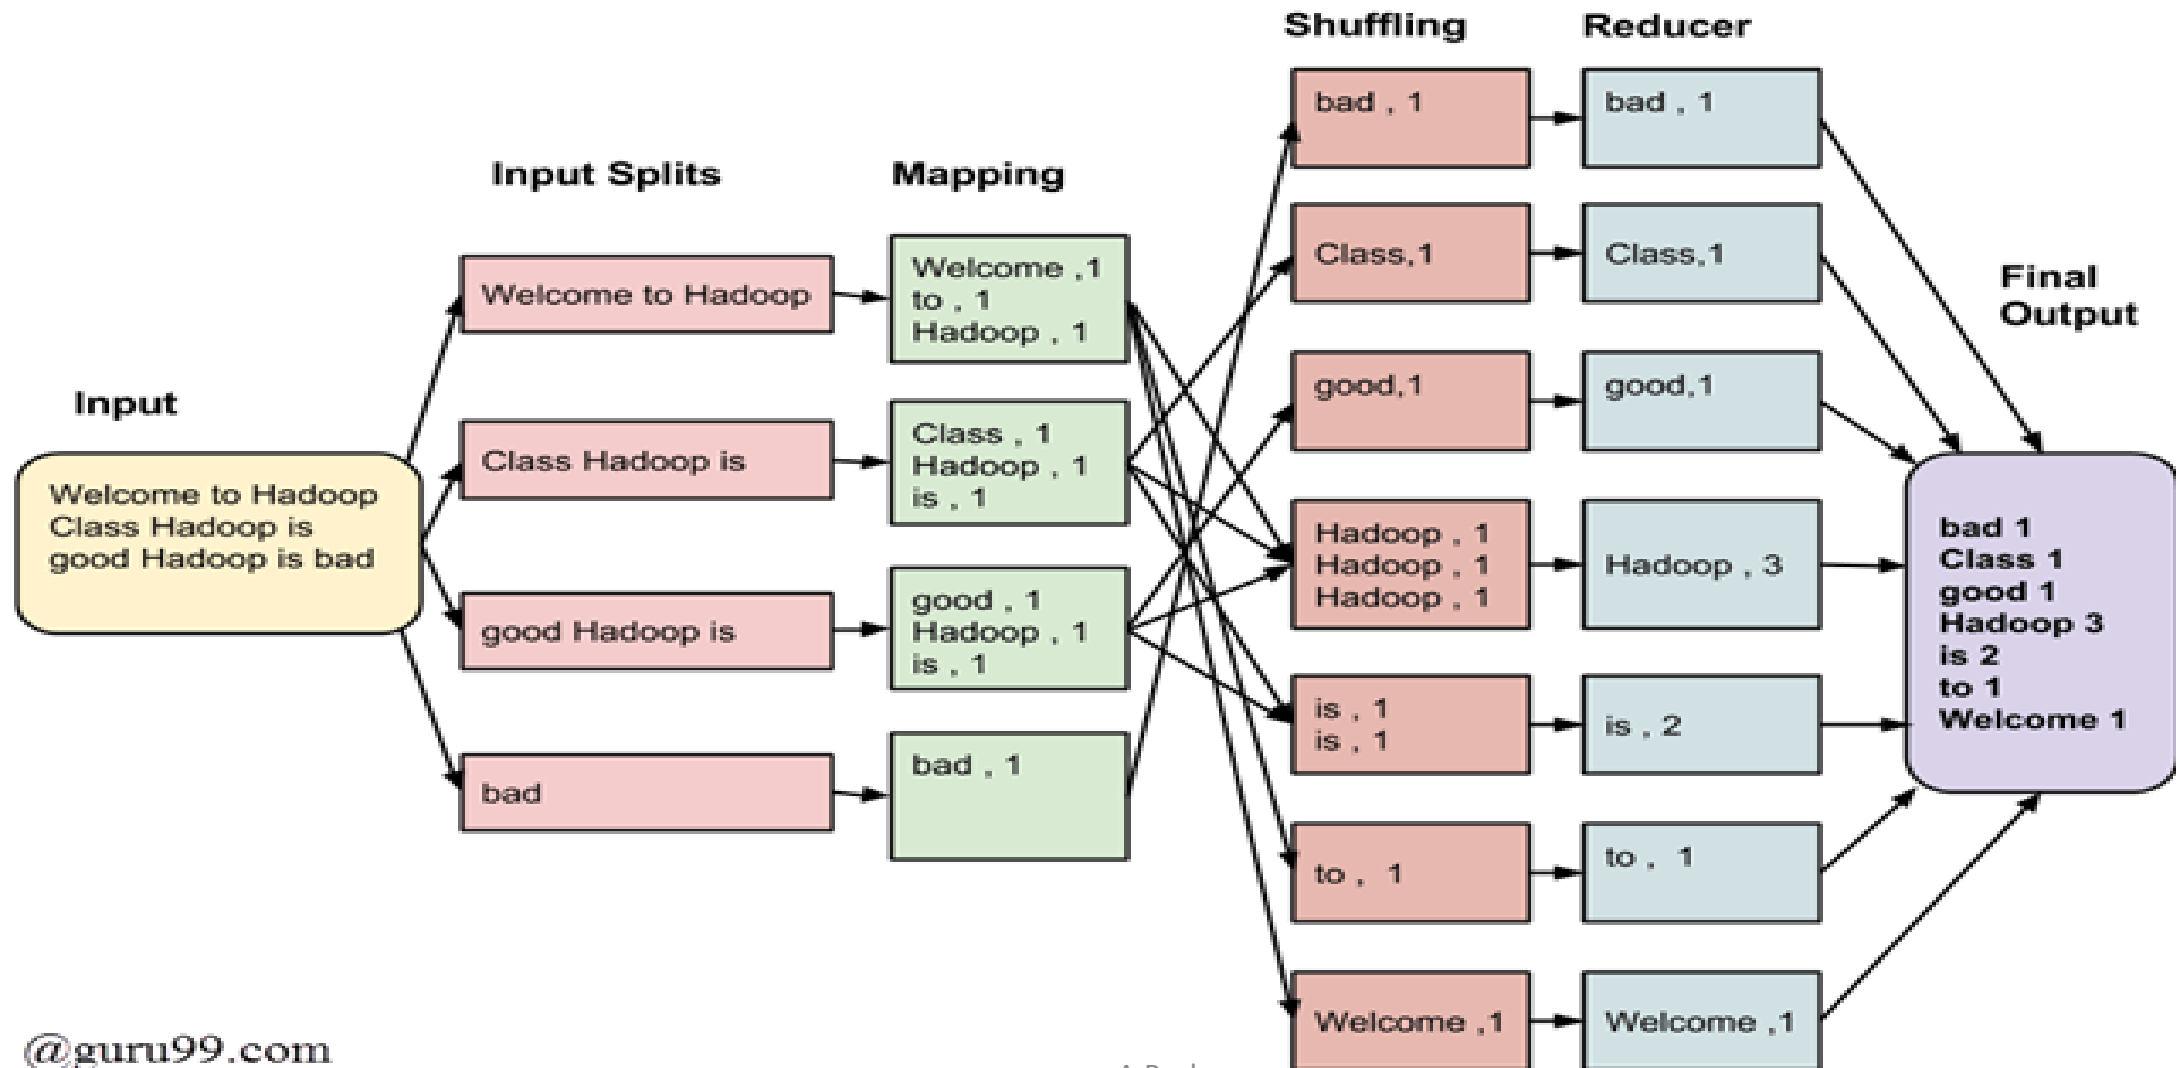 Input
Welcome to Hadoop
Class Hadoop is
good Hadoop is bad
Input Splits
Welcome to Hadoop
Class Hadoop is
good Hadoop is
bad
Mapping
Welcome ,1
to , 1
Hadoop , 1
Class , 1
Hadoop , 1
is , 1
good , 1
Hadoop , 1
is , 1
bad , 1
Shuffling
bad , 1
Class,1
good,1
Hadoop , 1
Hadoop , 1
Hadoop , 1
is , 1
is , 1
to , 1
Welcome ,1
Reducer
bad , 1
Class,1
good,1
Hadoop , 3
is , 2
to , 1
Welcome ,1
Final
Output
bad 1
Class 1
good 1
Hadoop 3
is 2
to 1
Welcome 1
@guru99.com